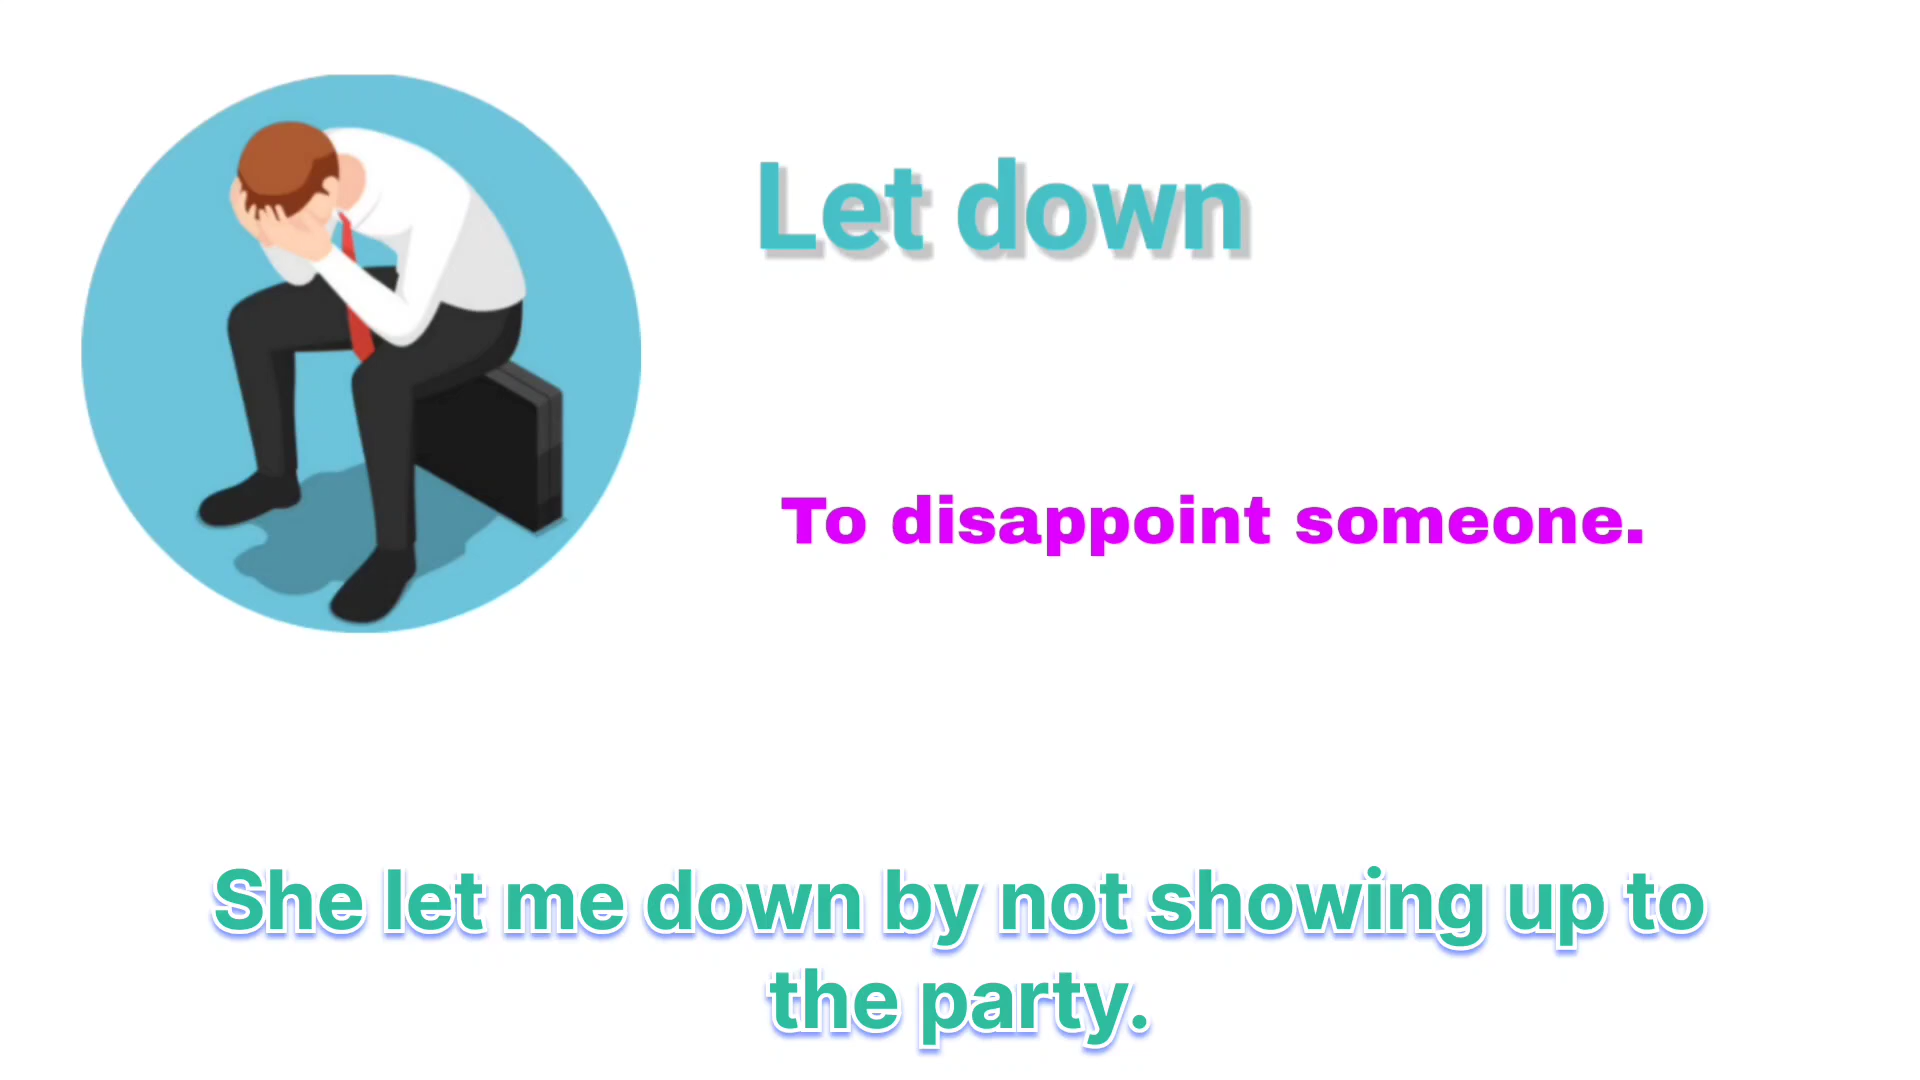 Let down
To disappoint someone.
She let me down by not showing up to
the party.